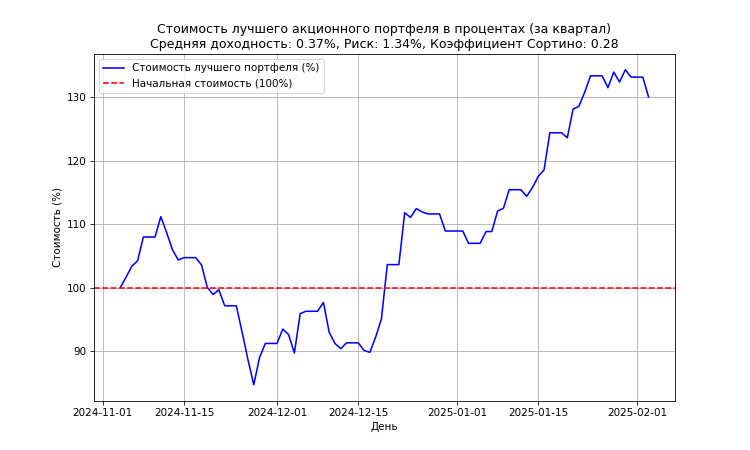 Стоимость лучшего акционного портфеля в процентах (за квартал)
Средняя доходность: 0.37%, Риск: 1.34%, Коэффициент Сортино: 0.28
Стоимость лучшего портфеля (%)
Начальная стоимость (100%)
Стоимость (%)
130
120
110
100
90
2024-11-01 2024-11-15 2024-12-01 2024-12-15 2025-01-01 2025-01-15 2025-02-01
День